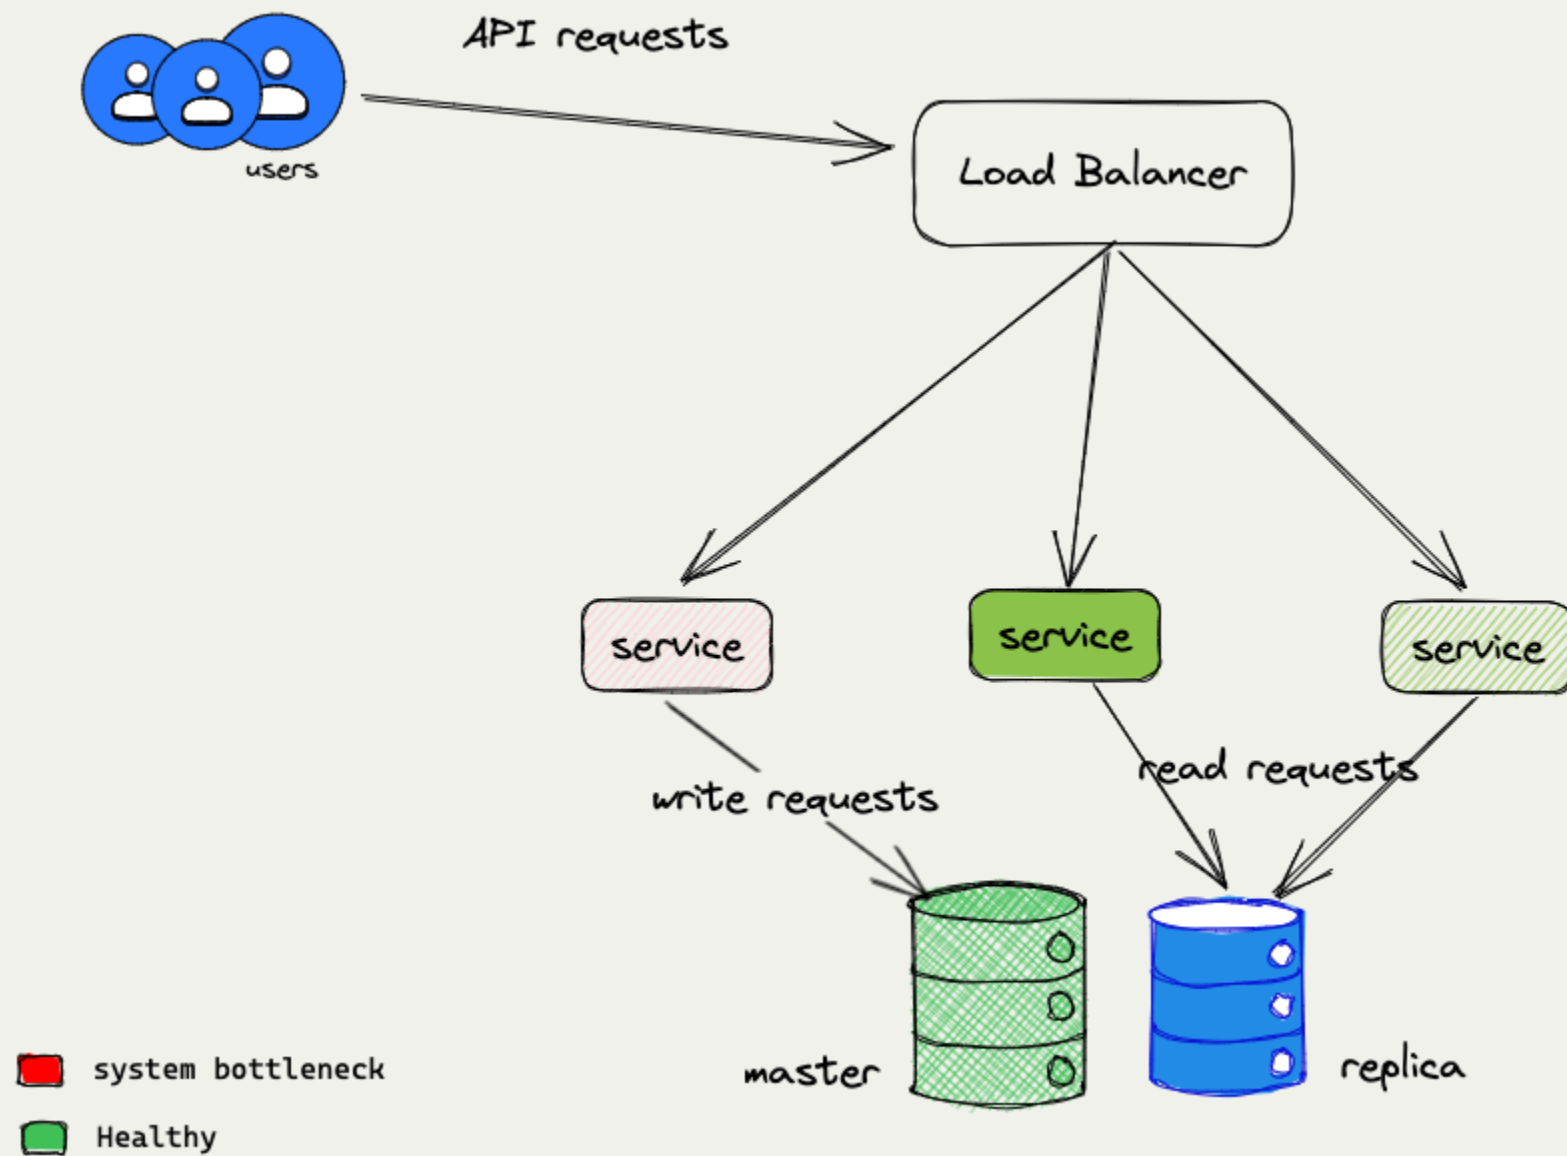 API requests
users
Load Balancer
service
service
service
read requests
write requests
master
replica
system bottleneck
Healthy